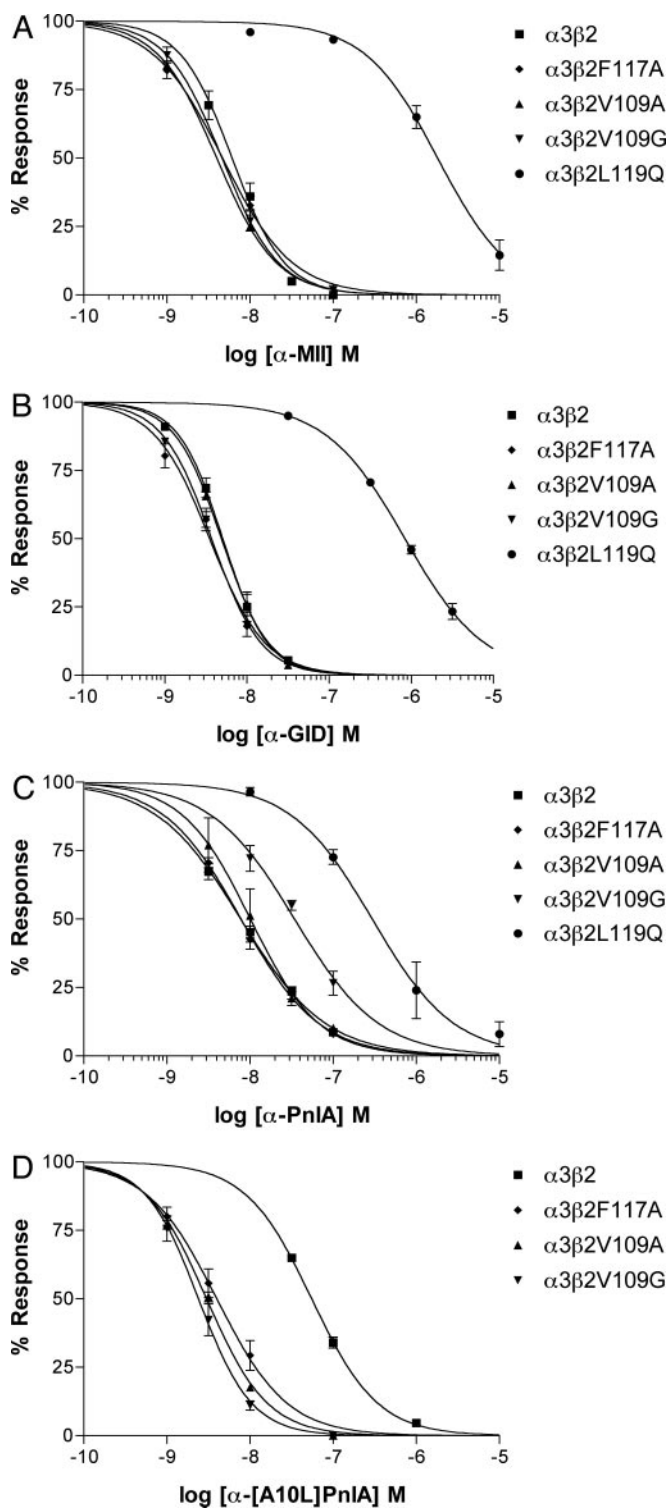 A
% Response
100
75
50
25
0
-10 -9 -8 -7 -6 -5
log [α-MII] M
α3β2
α3β2F117A
α3β2V109A
α3β2V109G
α3β2L119Q
B
% Response
100
75
50
25
0
-10 -9 -8 -7 -6 -5
log [α-GID] M
α3β2
α3β2F117A
α3β2V109A
α3β2V109G
α3β2L119Q
C
% Response
100
75
50
25
0
-10 -9 -8 -7 -6 -5
log [α-PnIA] M
α3β2
α3β2F117A
α3β2V109A
α3β2V109G
α3β2L119Q
D
% Response
100
75
50
25
0
-10 -9 -8 -7 -6 -5
log [α-[A10L]PnIA] M
α3β2
α3β2F117A
α3β2V109A
α3β2V109G